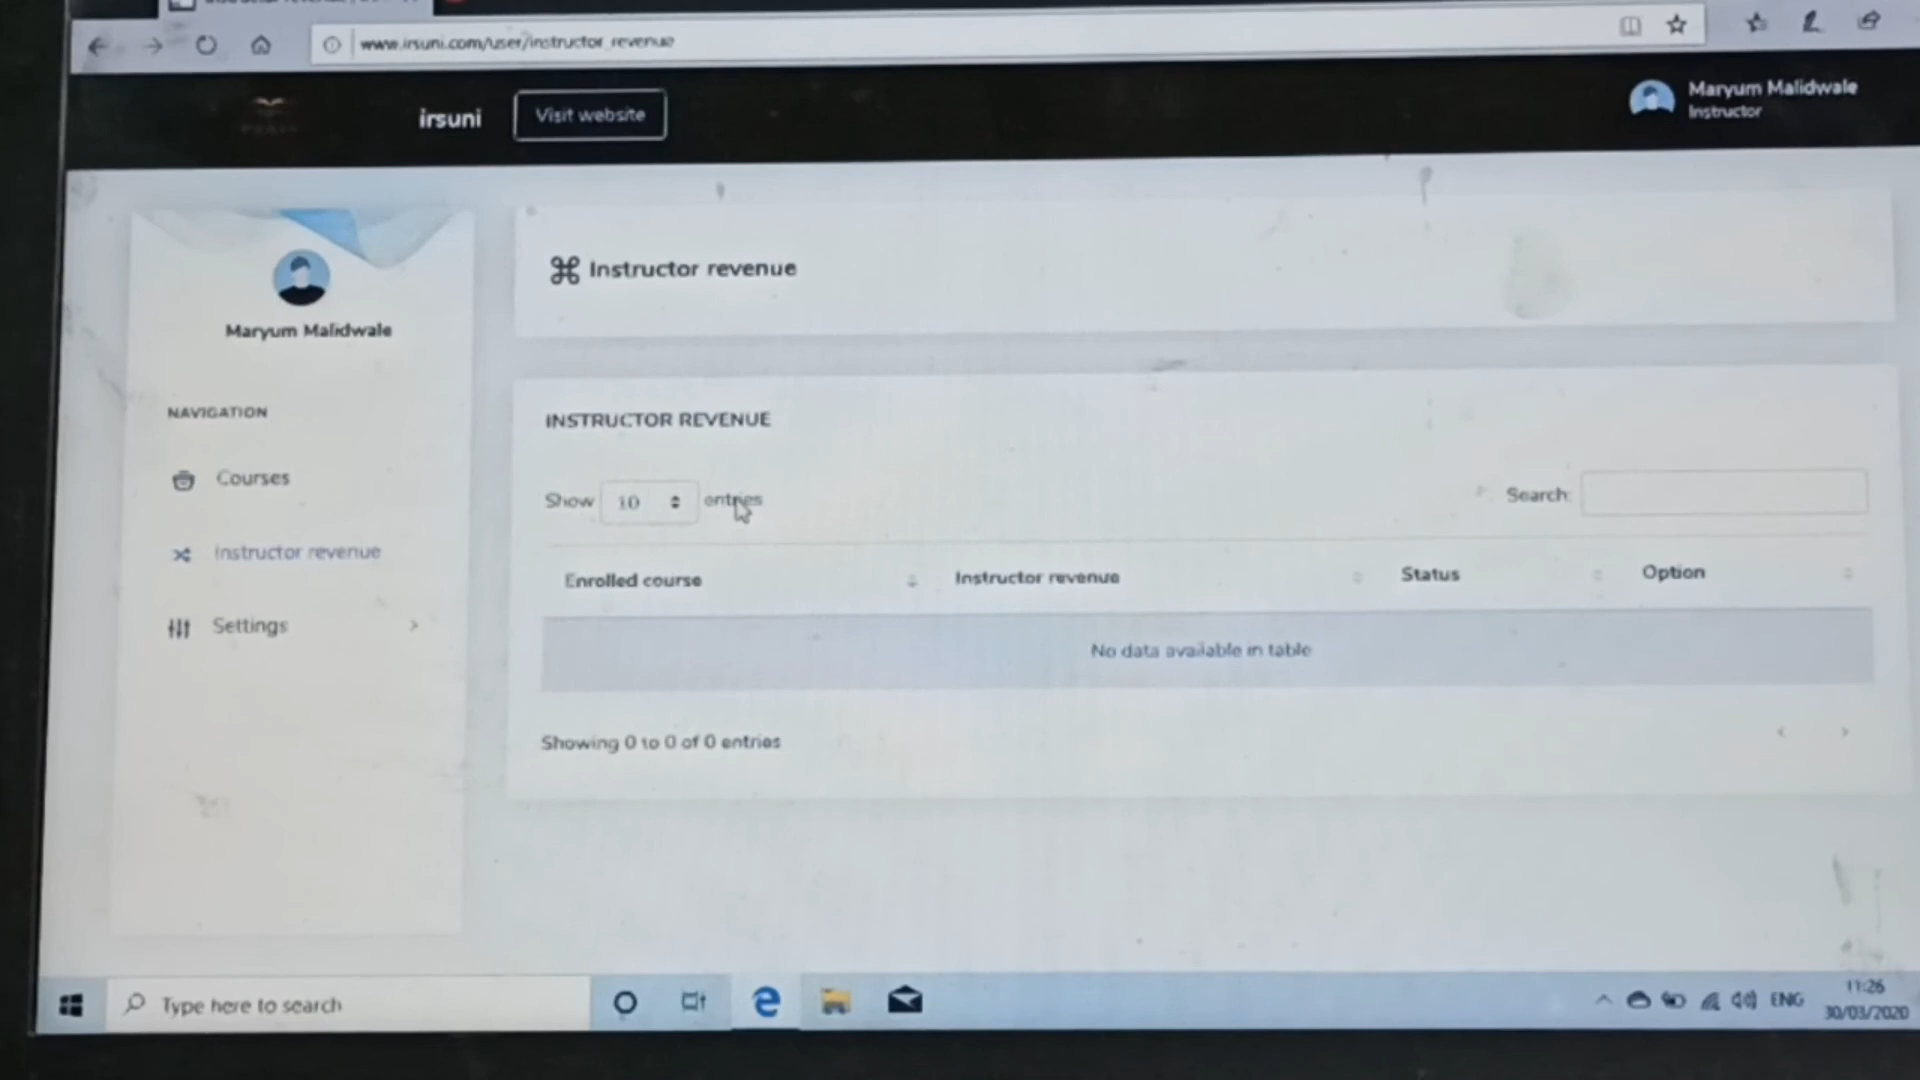 www.irsuni.com/user/instructor_revenue
irsuni
Visit website
Maryum Malidwale
Instructor
Maryum Malidwale
NAVIGATION
Courses
Instructor revenue
Settings
Instructor revenue
INSTRUCTOR REVENUE
Show 10 entries
Search:
Enrolled course Instructor revenue Status Option
No data available in table
Showing 0 to 0 of 0 entries
Type here to search
ENG
11:26
30/03/2020